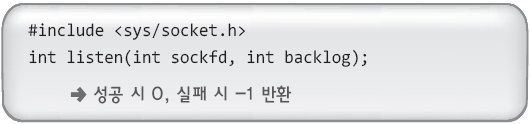 #include <sys/socket.h>
int listen(int sockfd, int backlog);
➔ 성공 시 0, 실패 시 -1 반환